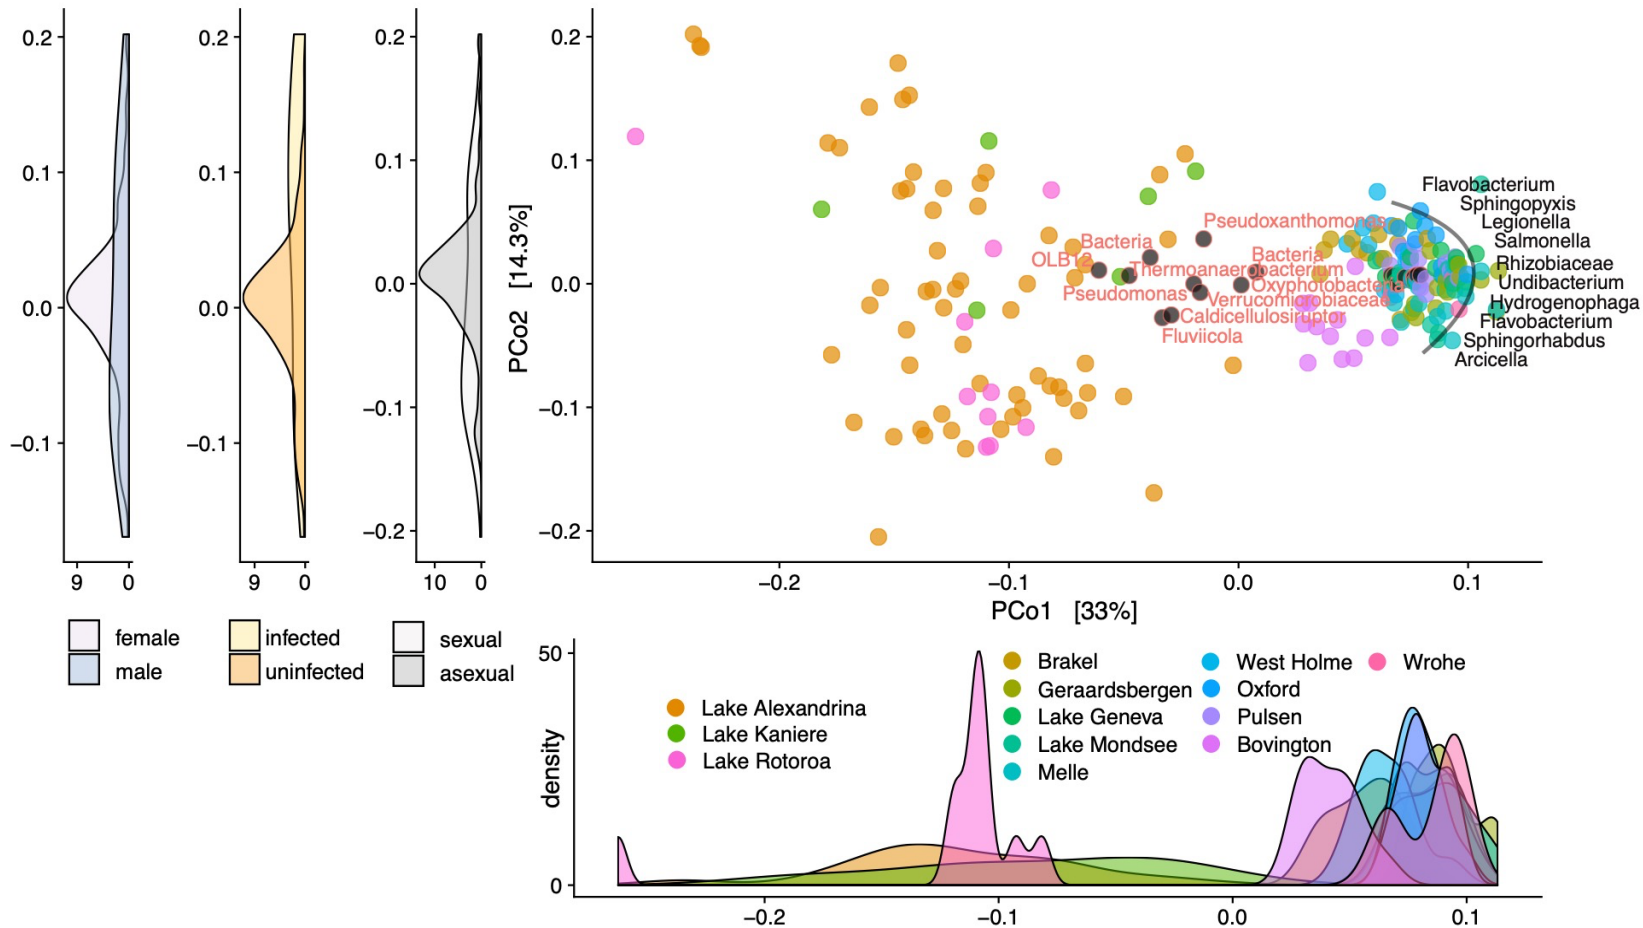 0.2
0.1
0.0
−0.1
9
0
0.2
0.1
0.0
−0.1
9
0
0.2
0.1
0.0
−0.1
−0.2
10
0
female
male
infected
uninfected
sexual
asexual
PCo2 [14.3%]
0.2
0.1
0.0
−0.1
−0.2
Flavobacterium
Sphingopyxis
Legionella
Salmonella
Rhizobiaceae
Undibacterium
Hydrogenophaga
Flavobacterium
Sphingorhabdus
Arcicella
Pseudoxanthomonas
Bacteria
OLB12
Bacteria
Thermoanaerobacterium
Pseudomonas
Oxyphotobacteria
Verrucomicrobiaceae
Caldicellulosiruptor
Fluviicola
−0.2
−0.1
0.0
0.1
PCo1 [33%]
density
50
0
Lake Alexandrina
Lake Kaniere
Lake Rotoroa
Brakel
Geraardsbergen
Lake Geneva
Lake Mondsee
Melle
West Holme
Oxford
Pulsen
Bovington
Wrohe
−0.2
−0.1
0.0
0.1